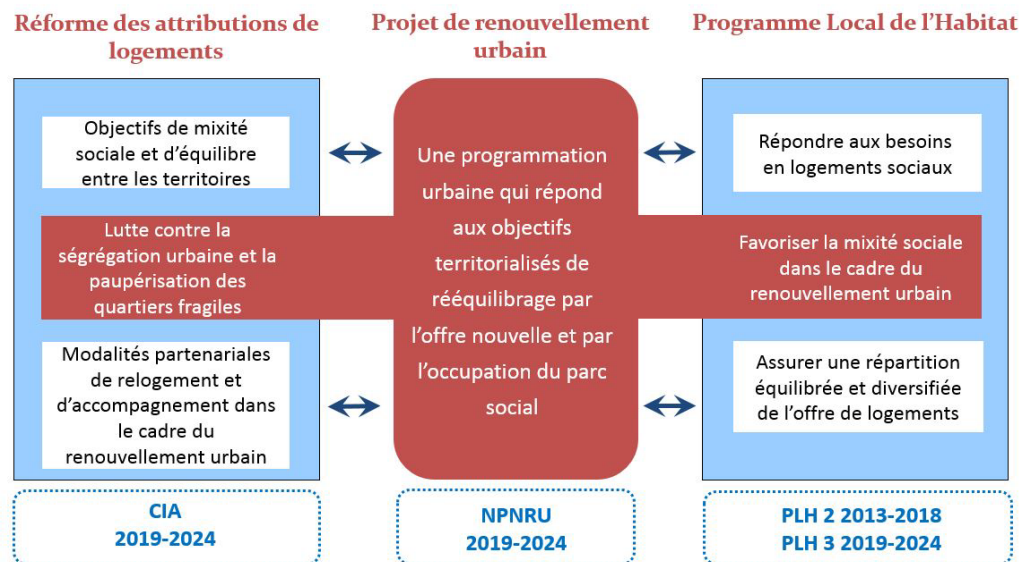 Réforme des attributions de
logements
Objectifs de mixité
sociale et d'équilibre
entre les territoires
Lutte contre la
ségrégation urbaine et la
paupérisation des
quartiers fragiles
Modalités partenariales
de relogement et
d'accompagnement dans
le cadre du
renouvellement urbain
CIA
2019-2024
Projet de renouvellement
urbain
Une programmation
urbaine qui répond
aux objectifs
territorialisés de
rééquilibrage par
l'offre nouvelle et par
l'occupation du parc
social
NPNRU
2019-2024
Programme Local de l'Habitat
Répondre aux besoins
en logements sociaux
Favoriser la mixité sociale
dans le cadre du
renouvellement urbain
Assurer une répartition
équilibrée et diversifiée
de l'offre de logements
PLH 2 2013-2018
PLH 3 2019-2024